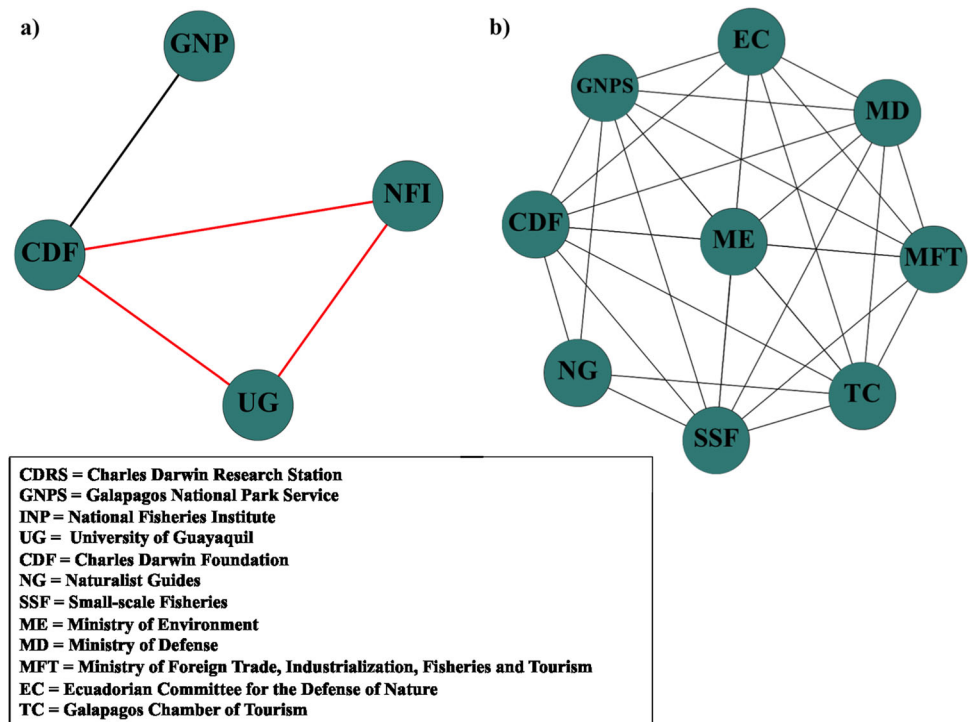 a)
GNP
NFI
CDF
UG
b)
EC
GNPS
MD
CDF
ME
MFT
NG
TC
SSF
CDRS = Charles Darwin Research Station
GNPS = Galapagos National Park Service
INP = National Fisheries Institute
UG = University of Guayaquil
CDF = Charles Darwin Foundation
NG = Naturalist Guides
SSF = Small-scale Fisheries
ME = Ministry of Environment
MD = Ministry of Defense
MFT = Ministry of Foreign Trade, Industrialization, Fisheries and Tourism
EC = Ecuadorian Committee for the Defense of Nature
TC = Galapagos Chamber of Tourism